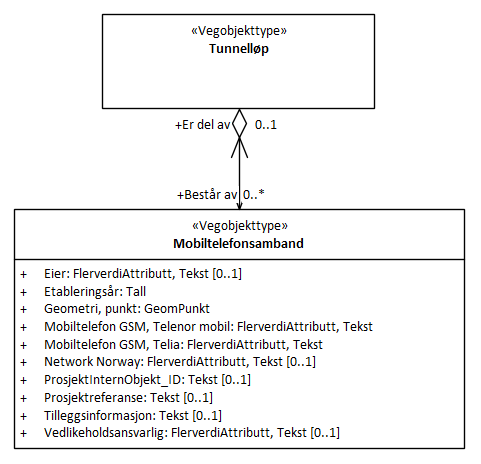 «Vegobjekttype»
Tunnelløp
+Er del av 0..1
+Består av 0..*
«Vegobjekttype»
Mobiltelefonsamband
+ Eier: FlerverdiAttributt, Tekst [0..1]
+ Etableringsår: Tall
+ Geometri, punkt: GeomPunkt
+ Mobiltelefon GSM, Telenor mobil: FlerverdiAttributt, Tekst
+ Mobiltelefon GSM, Telia: FlerverdiAttributt, Tekst
+ Network Norway: FlerverdiAttributt, Tekst [0..1]
+ ProsjektInternObjekt_ID: Tekst [0..1]
+ Prosjektreferanse: Tekst [0..1]
+ Tilleggsinformasjon: Tekst [0..1]
+ Vedlikeholdsansvarlig: FlerverdiAttributt, Tekst [0..1]